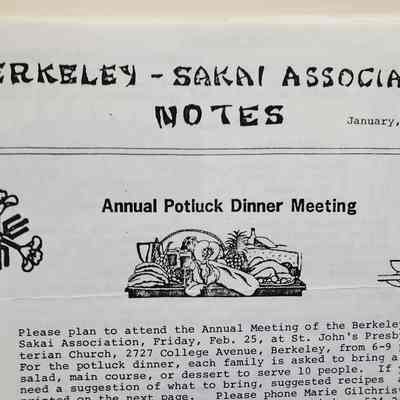 ERKELEY - SAKAI ASSOCIA
NOTES
January,
Annual Potluck Dinner Meeting
Please plan to attend the Annual Meeting of the Berkele
Sakai Association, Friday, Feb. 25, at St. John's Presb
terian Church, 2727 College Avenue, Berkeley, from 6-9
For the potluck dinner, each family is asked to bring a
salad, main course, or dessert to serve 10 people. If y
need a suggestion of what to bring, suggested recipes
printed on the next page. Please phone Marie Gilchris